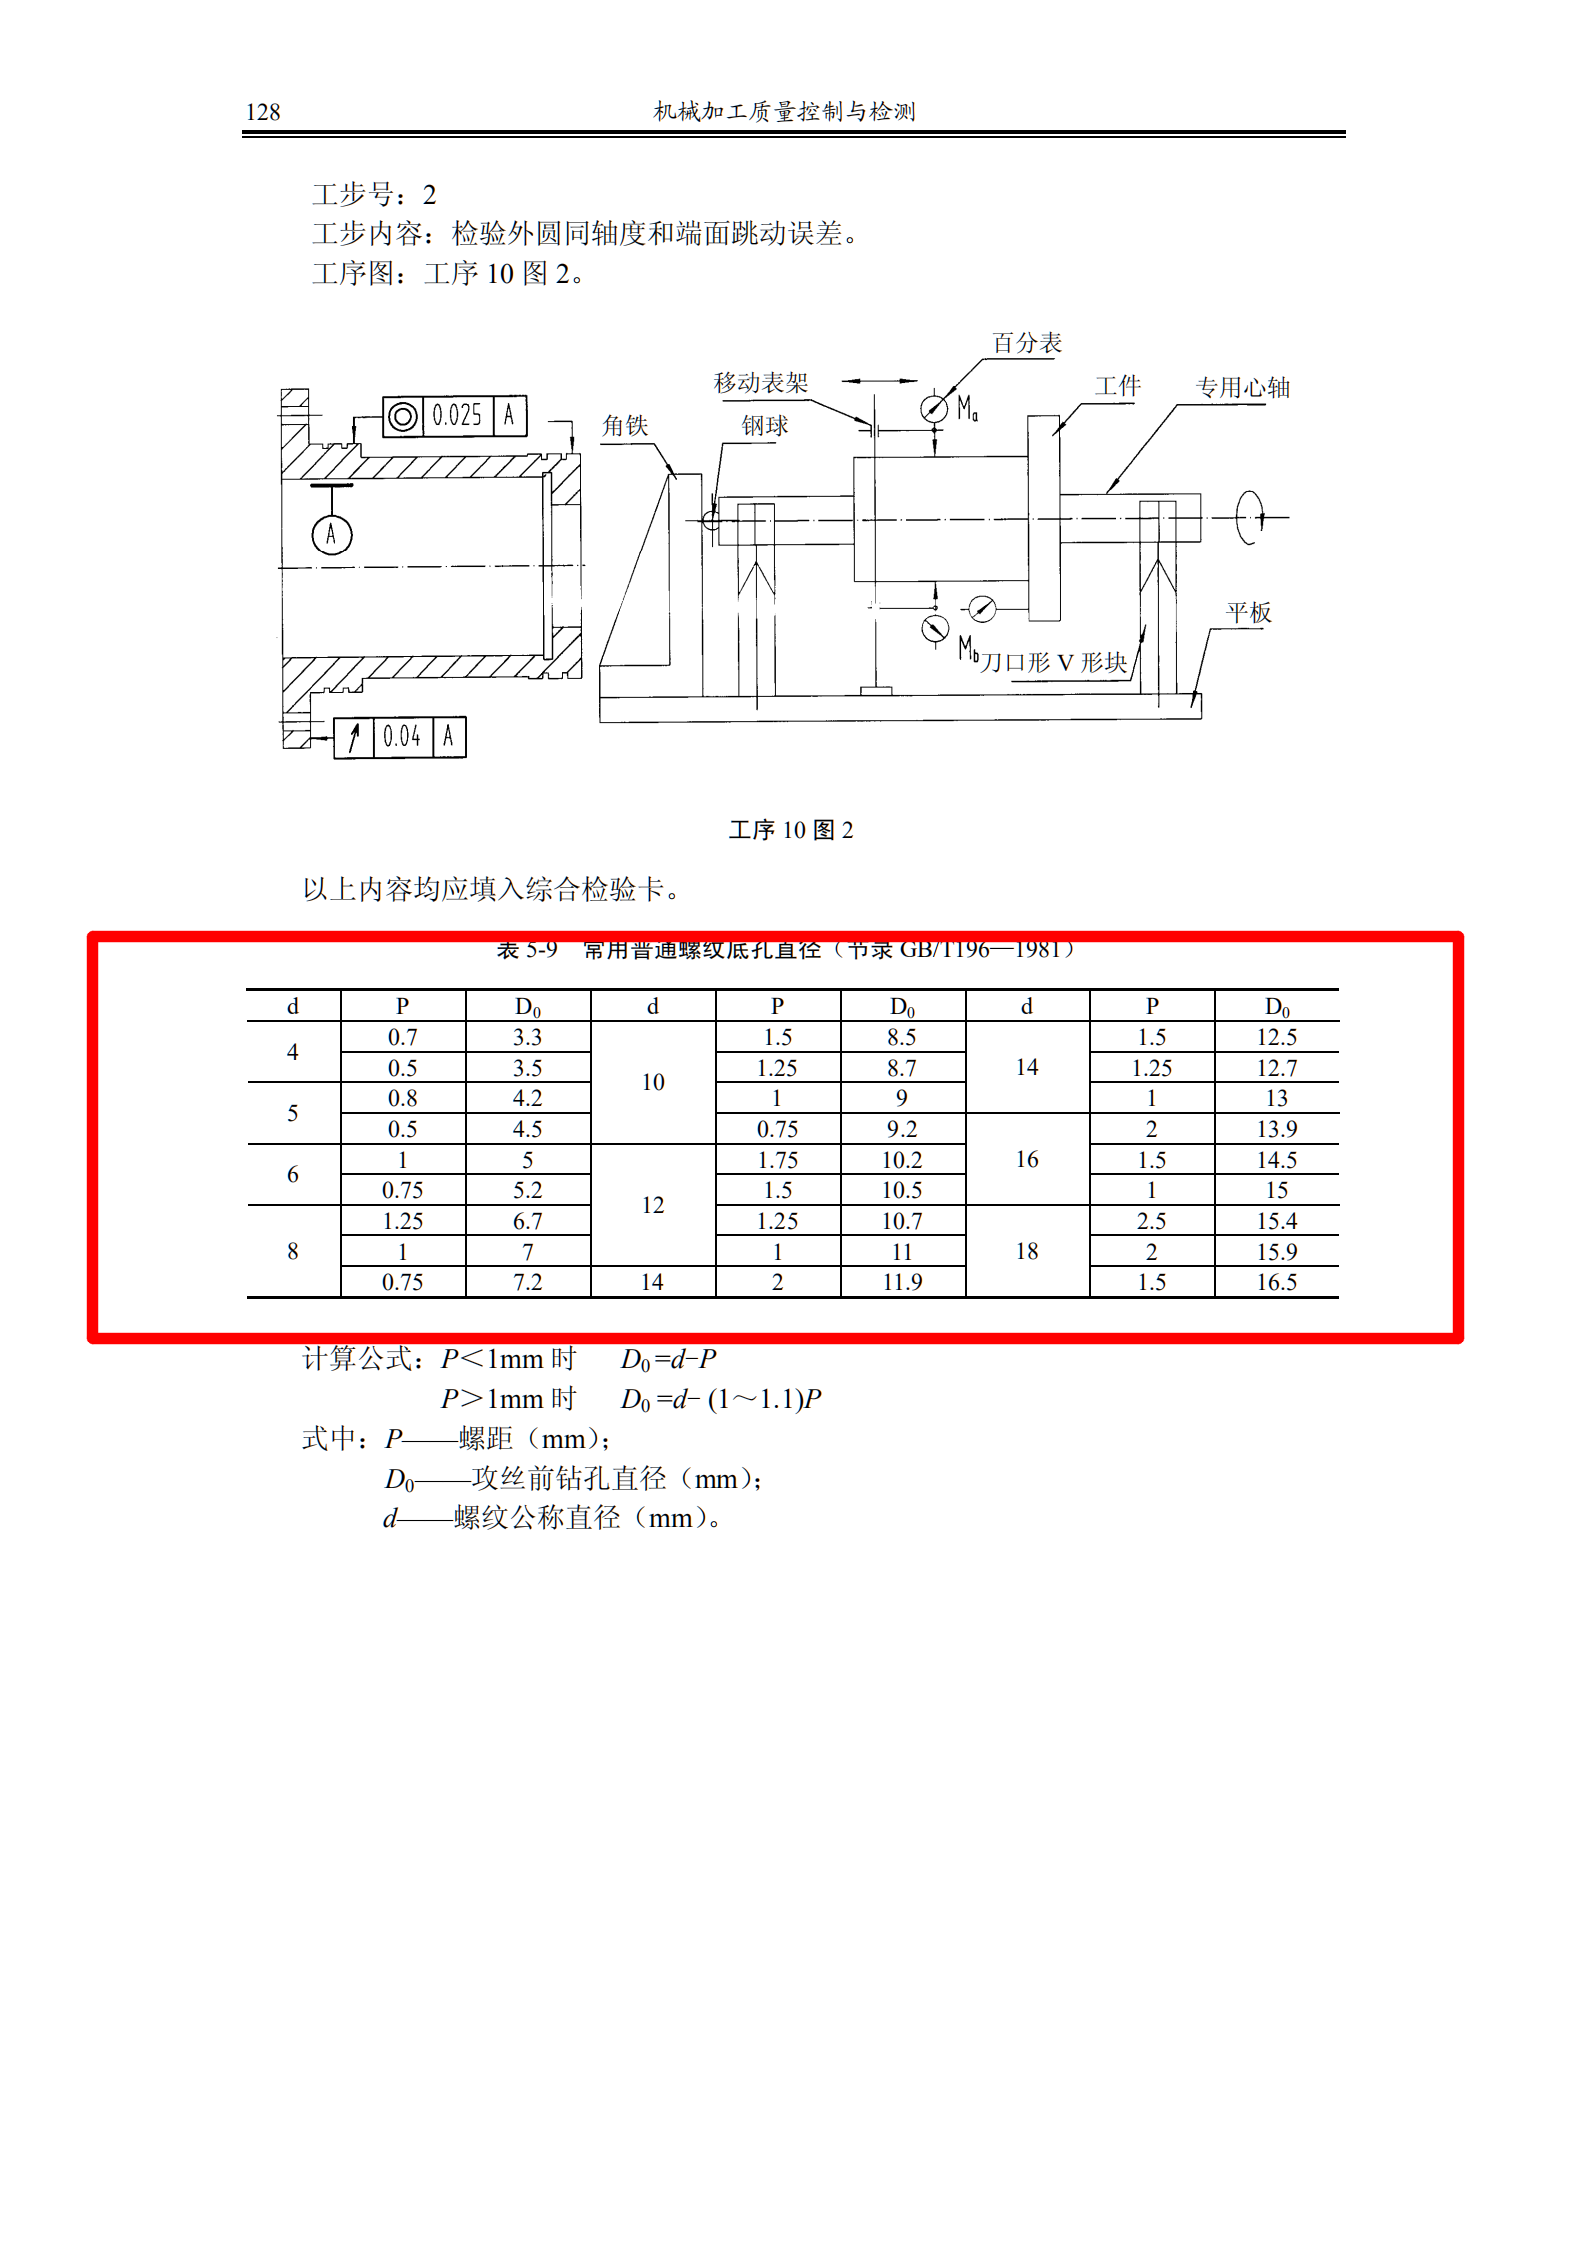 128 机械加工质量控制与检测
工步号：2
工步内容：检验外圆同轴度和端面跳动误差。
工序图：工序 10 图 2。
百分表
移动表架
工件
专用心轴
角铁
钢球
Ma
◎ 0.025 A
A
Mb
刀口形 V 形块
平板
↗ 0.04 A
工序 10 图 2
以上内容均应填入综合检验卡。
表 5-9 常用普通螺纹底孔直径（节录 GB/T196—1981）
d P D₀ d P D₀ d P D₀
4 0.7 3.3 10 1.5 8.5 14 1.5 12.5
0.5 3.5 1.25 8.7 1.25 12.7
5 0.8 4.2 1 9 1 13
0.5 4.5 0.75 9.2 16 2 13.9
6 1 5 12 1.75 10.2 1.5 14.5
0.75 5.2 1.5 10.5 1 15
8 1.25 6.7 1.25 10.7 18 2.5 15.4
1 7 1 11 2 15.9
0.75 7.2 14 2 11.9 1.5 16.5
计算公式：P＜1mm 时 D₀=d−P
P＞1mm 时 D₀=d− (1～1.1)P
式中：P——螺距（mm）；
D₀——攻丝前钻孔直径（mm）；
d——螺纹公称直径（mm）。